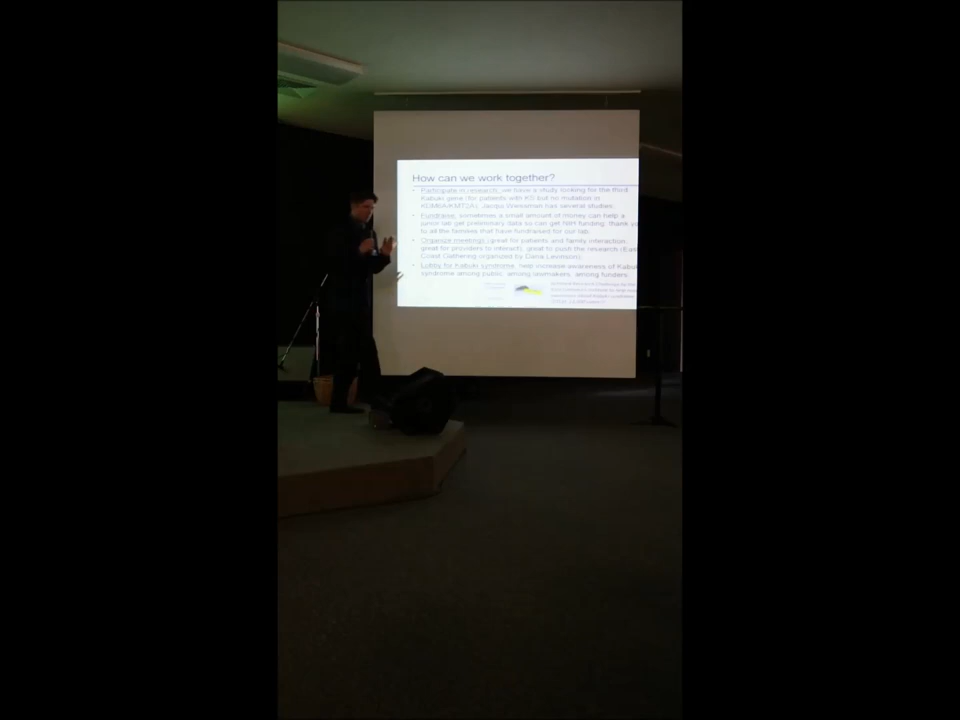 How can we work together?
• Participate in research, we have a study looking for the third
Kabuki gene (for patients with KS but no mutation in
KDM6A/KMT2A). Jacqui Weissman has several studies.
• Fundraise, sometimes a small amount of money can help a
junior lab get preliminary data so can get NIH funding, thank
to all the families that have fundraised for our lab.
• Organize meetings (great for patients and family interaction,
great for providers to interact), great to push the research
Coast Gathering organized by Dana Levinson).
• Lobby for Kabuki syndrome, help increase awareness of
syndrome among public, among lawmakers, among funders.